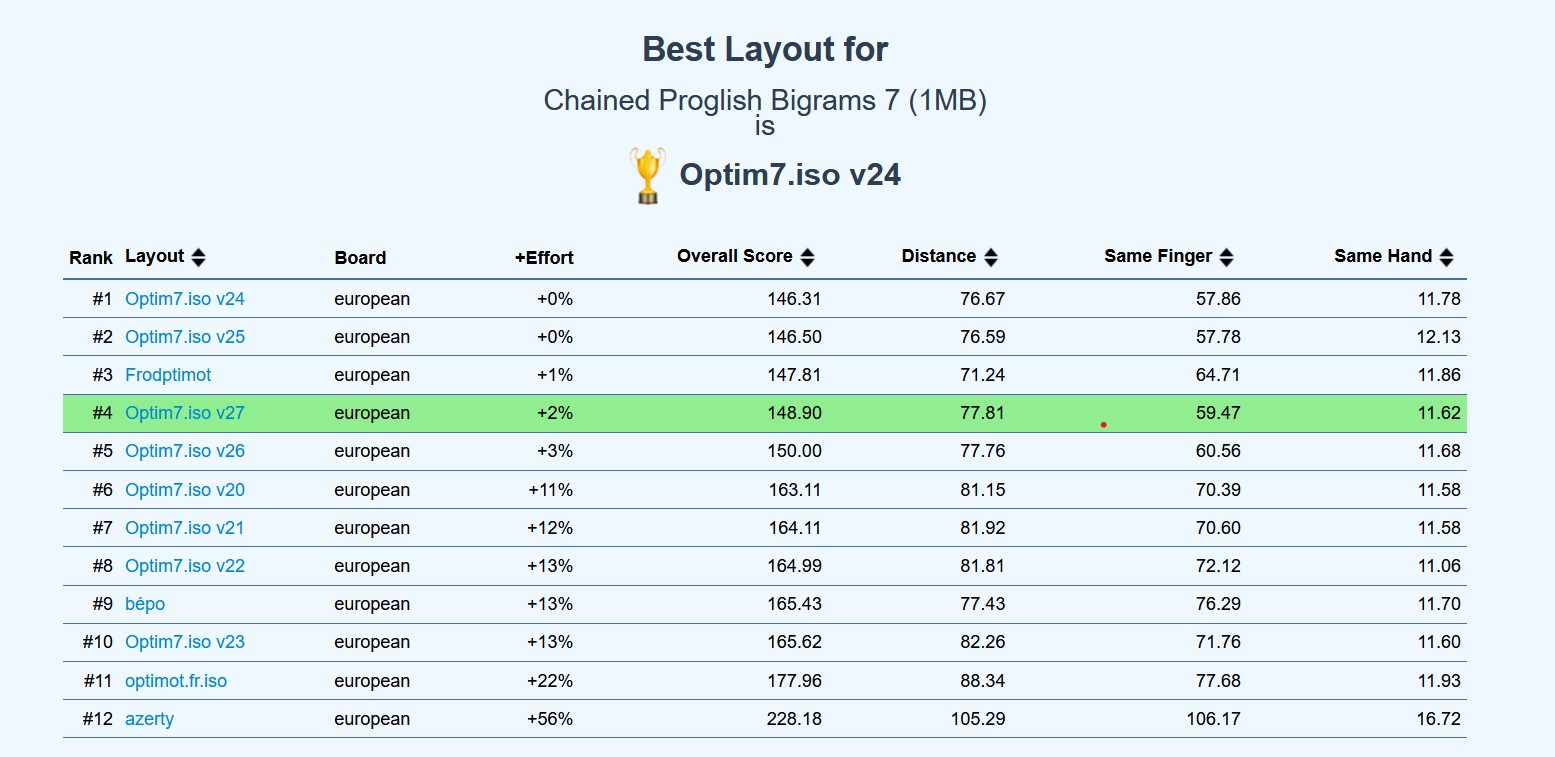 Best Layout for
Chained Proglish Bigrams 7 (1MB)
is
Optim7.iso v24
Rank Layout Board +Effort Overall Score Distance Same Finger Same Hand
#1 Optim7.iso v24 european +0% 146.31 76.67 57.86 11.78
#2 Optim7.iso v25 european +0% 146.50 76.59 57.78 12.13
#3 Frodptimot european +1% 147.81 71.24 64.71 11.86
#4 Optim7.iso v27 european +2% 148.90 77.81 59.47 11.62
#5 Optim7.iso v26 european +3% 150.00 77.76 60.56 11.68
#6 Optim7.iso v20 european +11% 163.11 81.15 70.39 11.58
#7 Optim7.iso v21 european +12% 164.11 81.92 70.60 11.58
#8 Optim7.iso v22 european +13% 164.99 81.81 72.12 11.06
#9 bépo european +13% 165.43 77.43 76.29 11.70
#10 Optim7.iso v23 european +13% 165.62 82.26 71.76 11.60
#11 optimot.fr.iso european +22% 177.96 88.34 77.68 11.93
#12 azerty european +56% 228.18 105.29 106.17 16.72